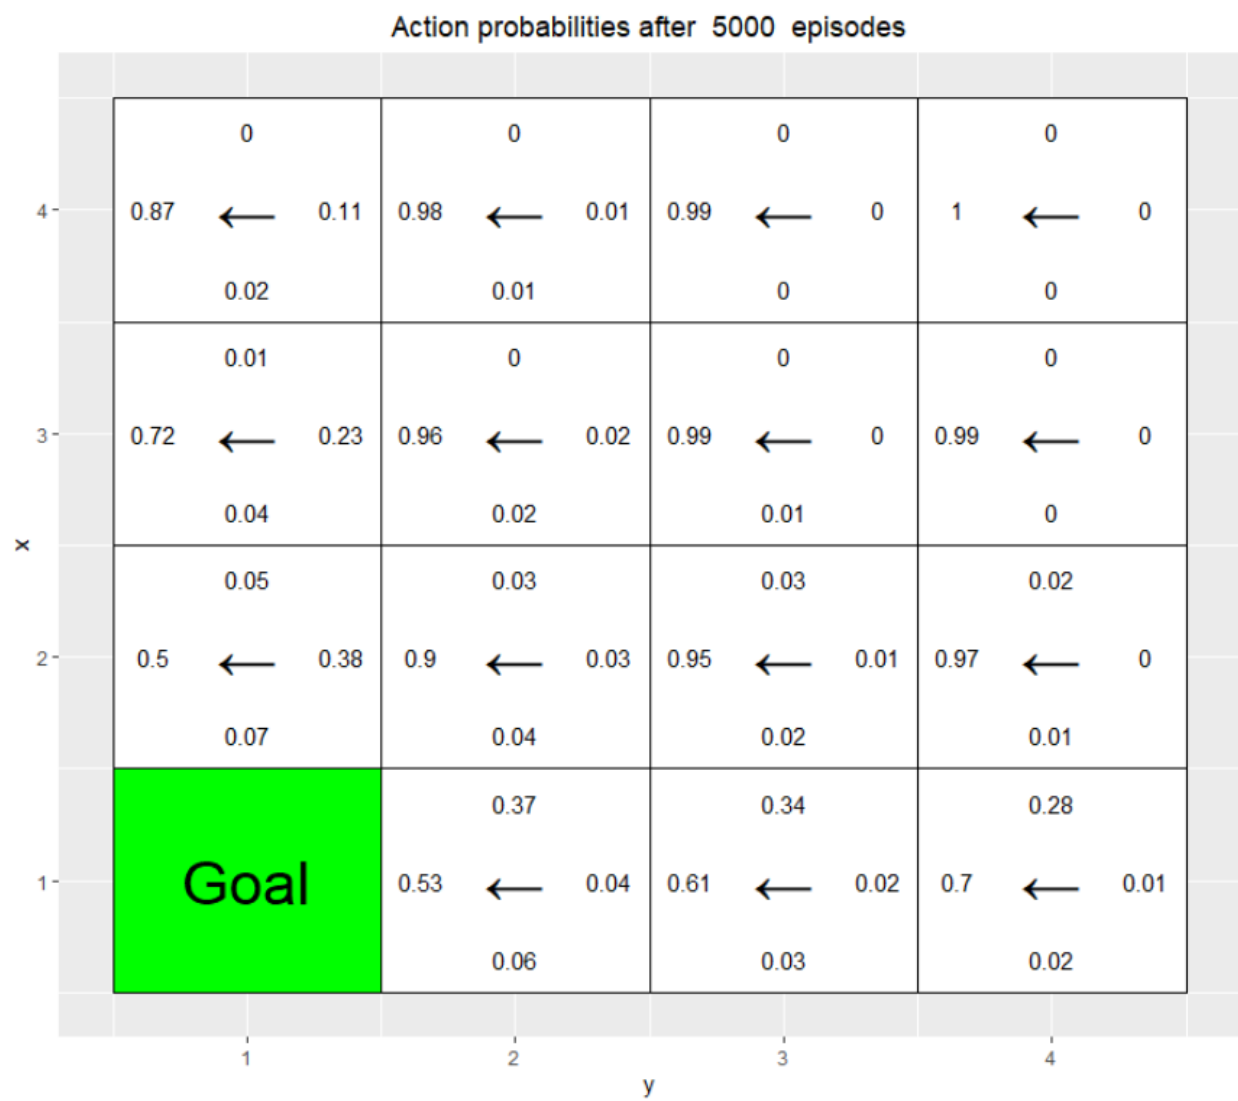 Action probabilities after 5000 episodes
0 0 0 0
4 0.87 ← 0.11 0.98 ← 0.01 0.99 ← 0 1 ← 0
0.02 0.01 0 0
0.01 0 0 0
3 0.72 ← 0.23 0.96 ← 0.02 0.99 ← 0 0.99 ← 0
0.04 0.02 0.01 0
x
0.05 0.03 0.03 0.02
2 0.5 ← 0.38 0.9 ← 0.03 0.95 ← 0.01 0.97 ← 0
0.07 0.04 0.02 0.01
0.37 0.34 0.28
1 Goal 0.53 ← 0.04 0.61 ← 0.02 0.7 ← 0.01
0.06 0.03 0.02
1 2 3 4
y